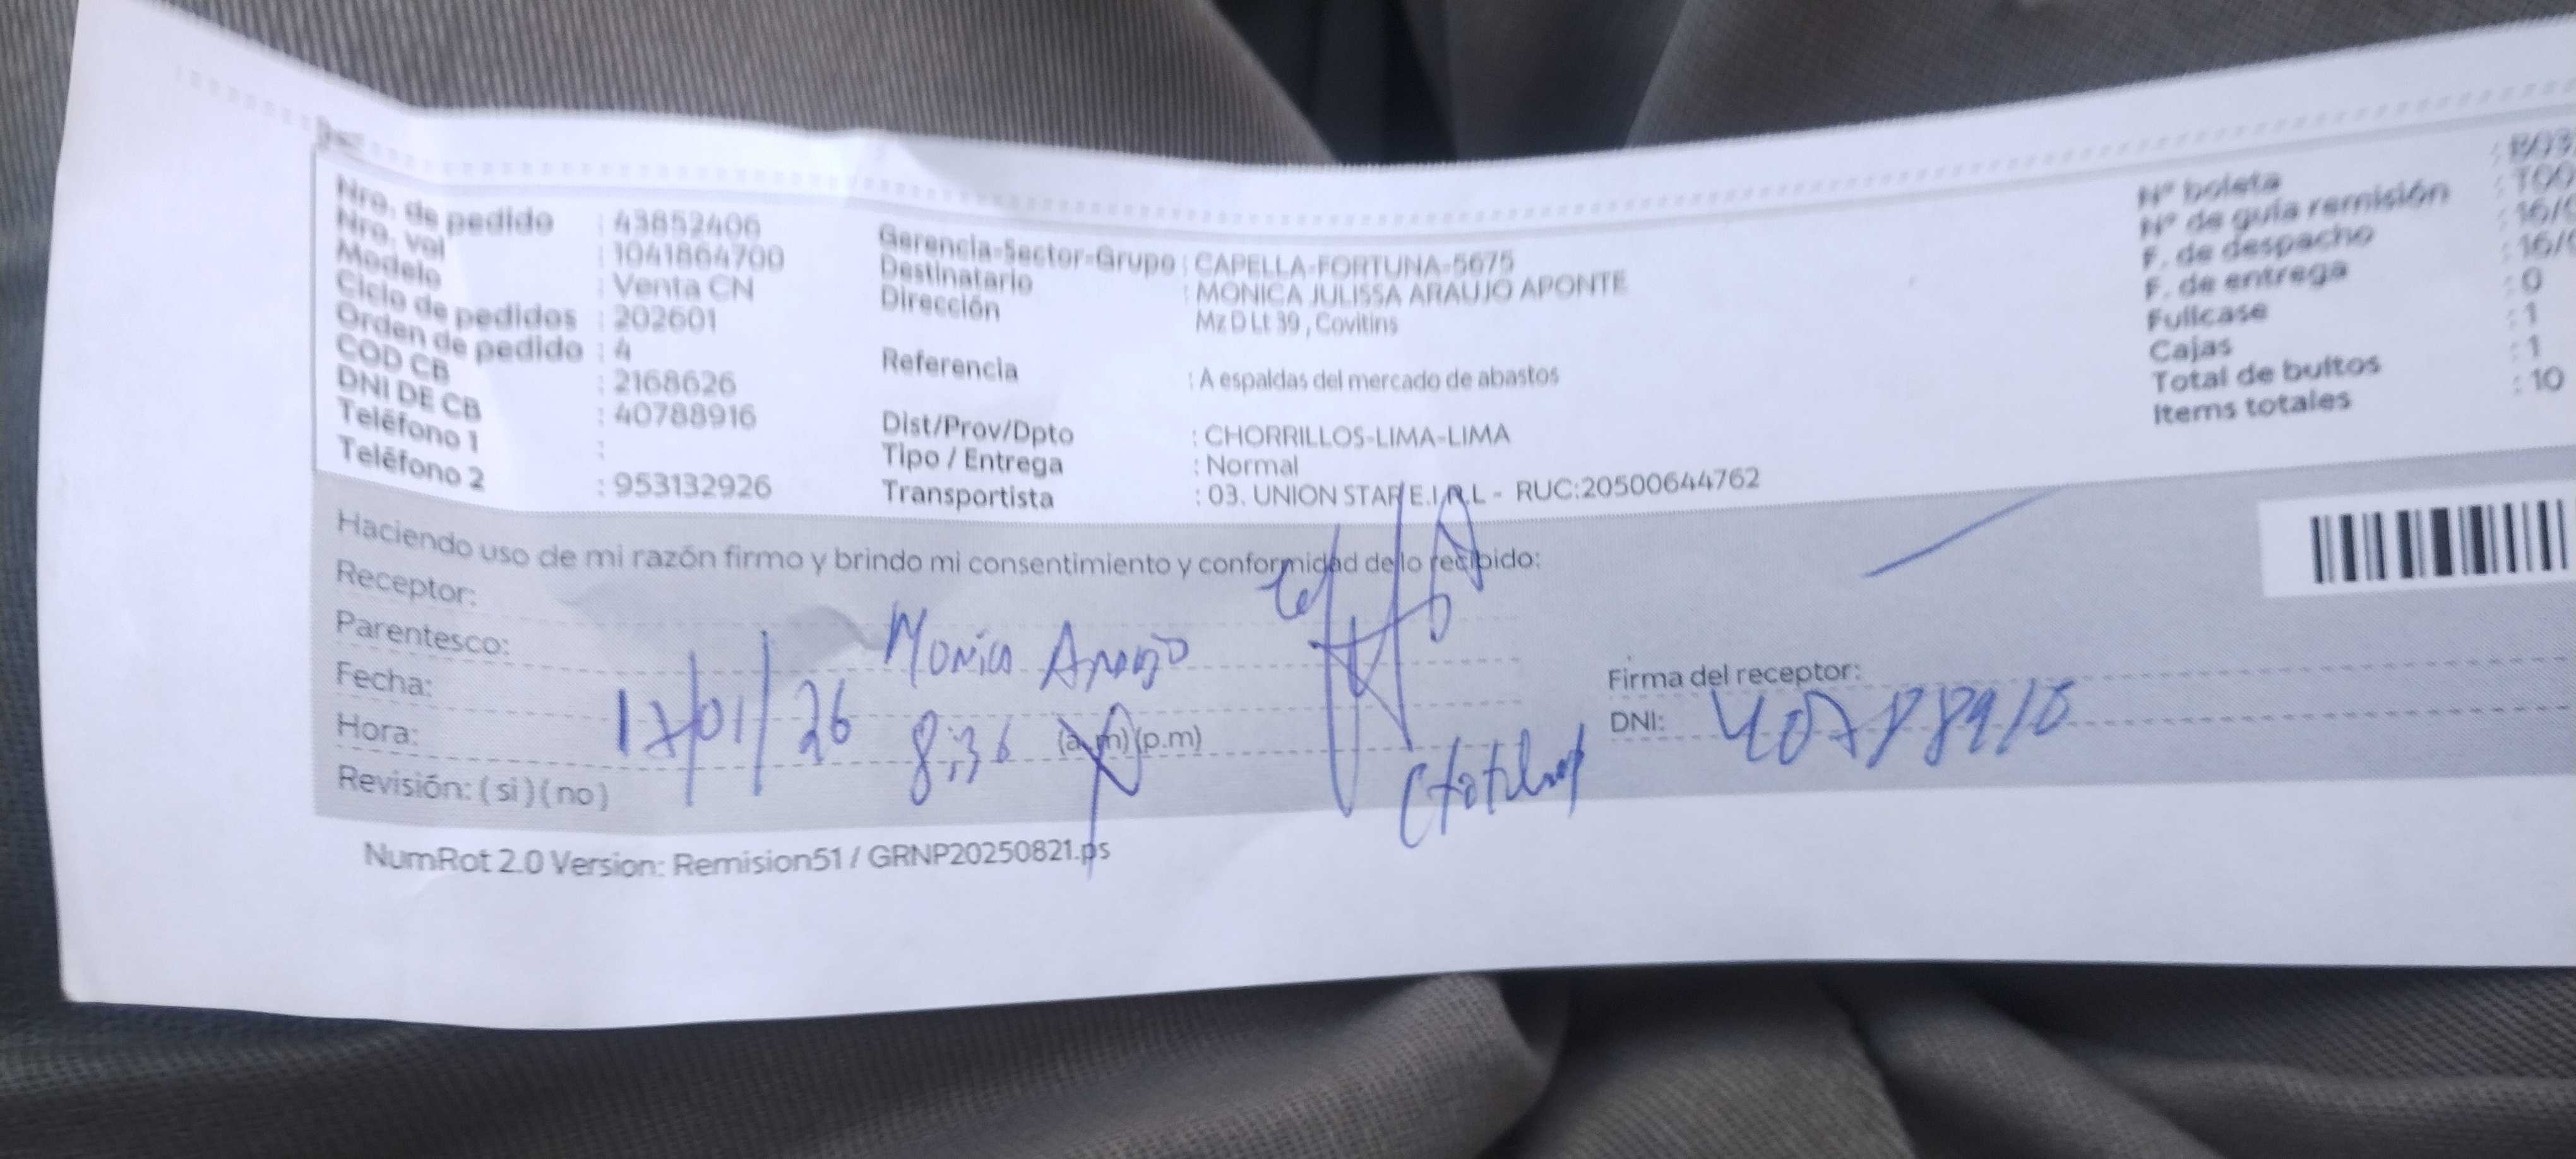 Nro. de pedido : 43852406
Nro. vol : 1041864700
Modelo : Venta CN
Ciclo de pedidos : 202601
Orden de pedido : 4
COD CB : 2168626
DNI DE CB : 40788916
Teléfono 1 :
Teléfono 2 : 953132926
Gerencia-Sector-Grupo : CAPELLA-FORTUNA-5675
Destinatario : MONICA JULISSA ARAUJO APONTE
Dirección Mz D Lt 39 , Covitins
Referencia : A espaldas del mercado de abastos
Dist/Prov/Dpto : CHORRILLOS-LIMA-LIMA
Tipo / Entrega : Normal
Transportista : 03. UNION STAR E.I.R.L - RUC:20500644762
N° boleta
N° de guía remisión
F. de despacho : 16/
F. de entrega : 16/
Fullcase : 0
Cajas : 1
Total de bultos : 1
Items totales : 10
Haciendo uso de mi razón firmo y brindo mi consentimiento y conformidad de lo recibido:
Receptor:
Parentesco: Monica Araujo
Fecha: 17/01/26
Hora: 8:36 (a.m)(p.m)
Revisión: (si)(no)
Firma del receptor:
DNI: 40788916
NumRot 2.0 Version: Remision51 / GRNP20250821.ps